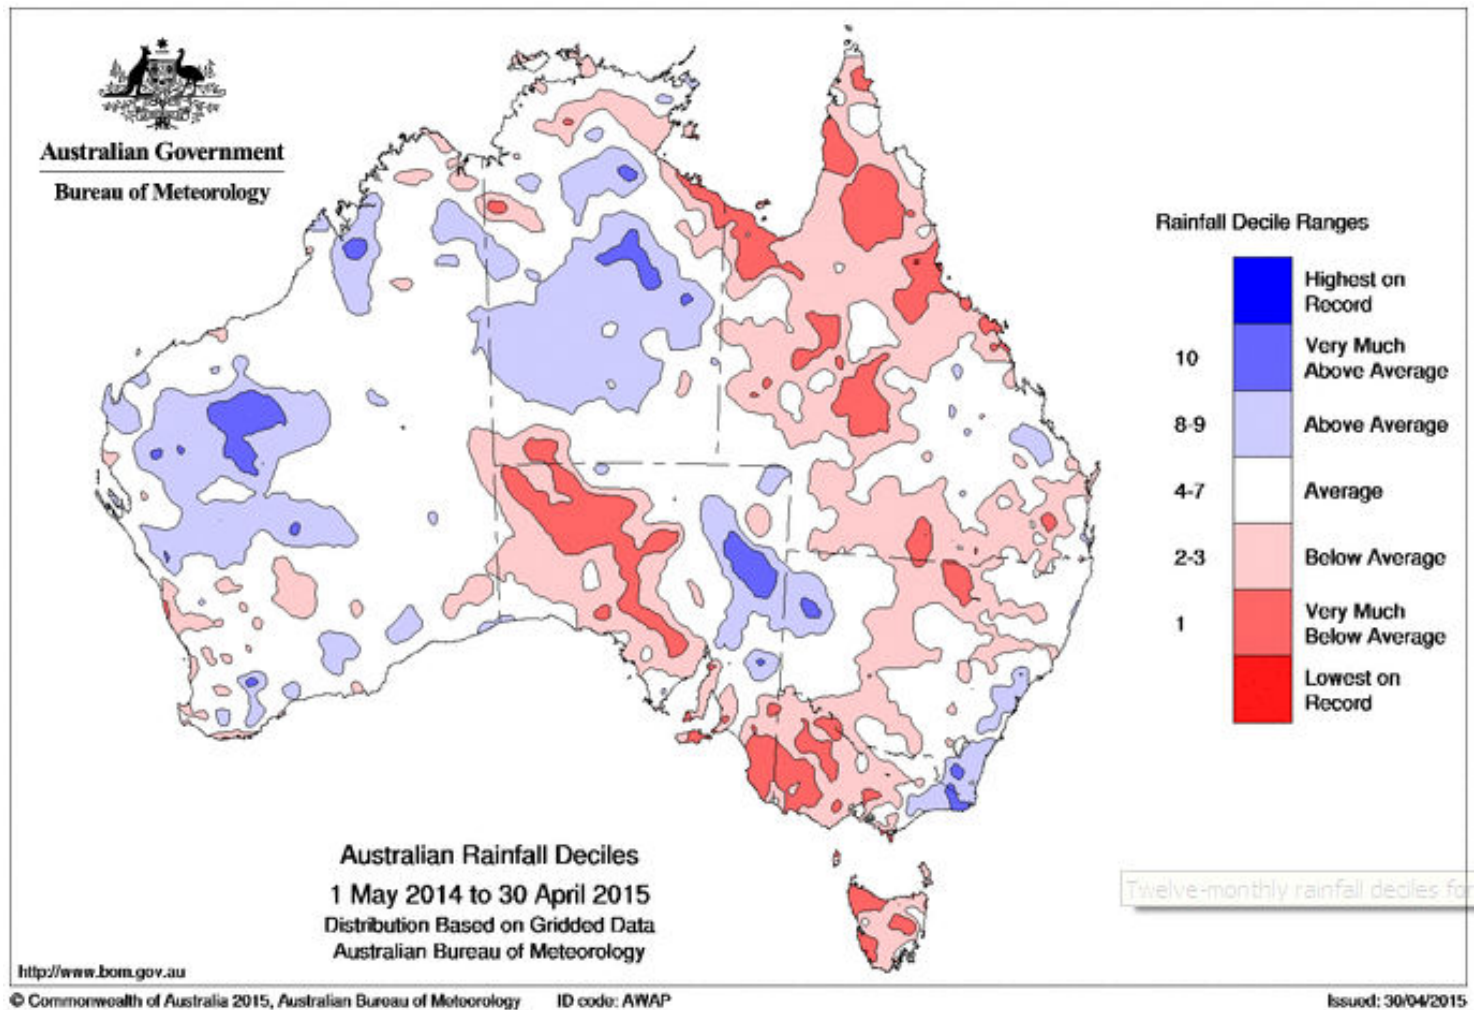 Australian Government
Bureau of Meteorology
Rainfall Decile Ranges
Highest on
Record
10
Very Much
Above Average
8-9
Above Average
4-7
Average
2-3
Below Average
1
Very Much
Below Average
Lowest on
Record
Australian Rainfall Deciles
1 May 2014 to 30 April 2015
Distribution Based on Gridded Data
Australian Bureau of Meteorology
Twelve-monthly rainfall deciles for
http://www.bom.gov.au
© Commonwealth of Australia 2015, Australian Bureau of Meteorology ID code: AWAP Issued: 30/04/2015